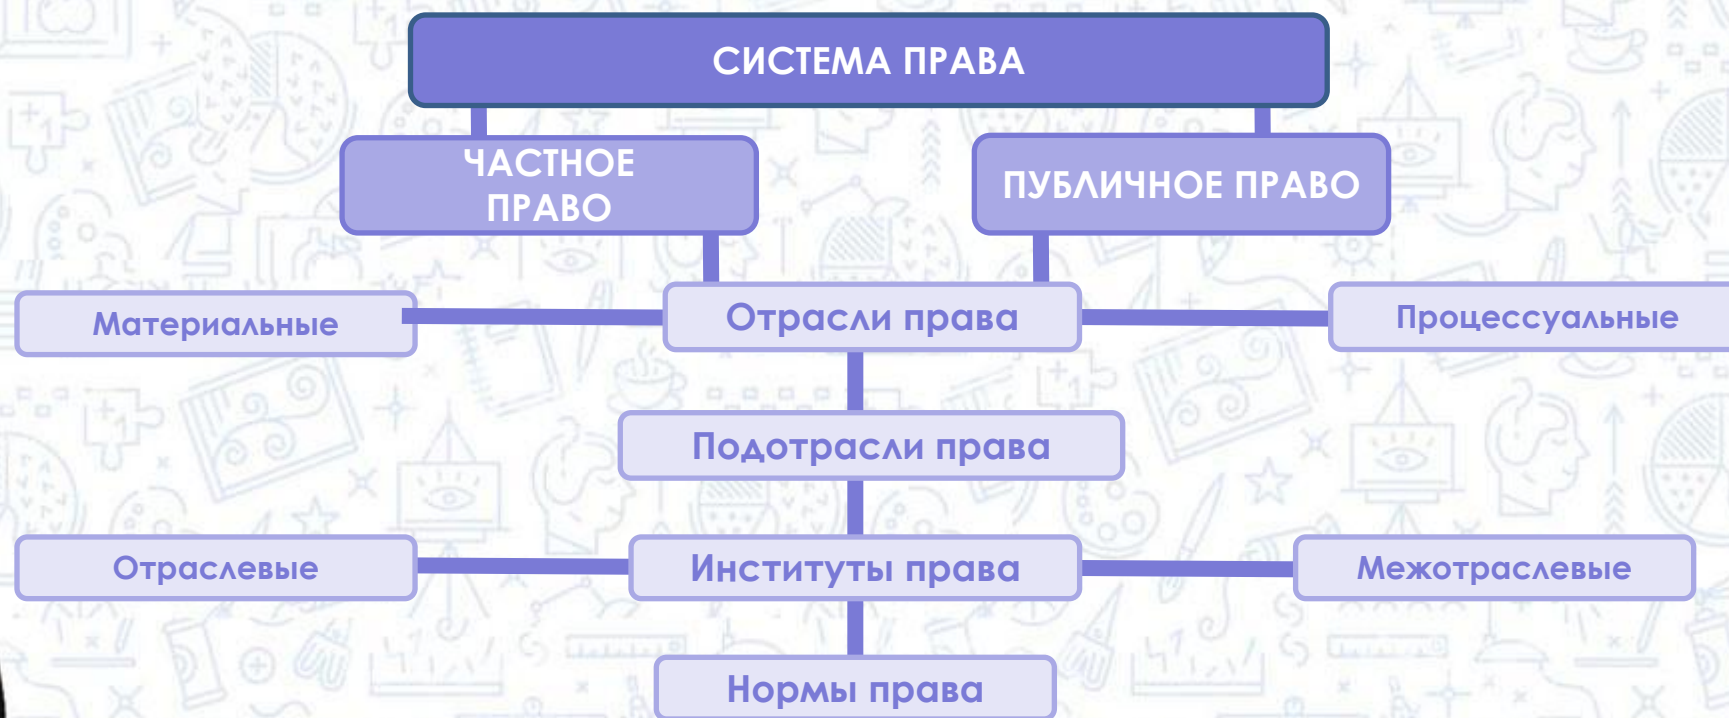 СИСТЕМА ПРАВА
ЧАСТНОЕ
ПРАВО
ПУБЛИЧНОЕ ПРАВО
Материальные
Отрасли права
Процессуальные
Подотрасли права
Отраслевые
Институты права
Межотраслевые
Нормы права